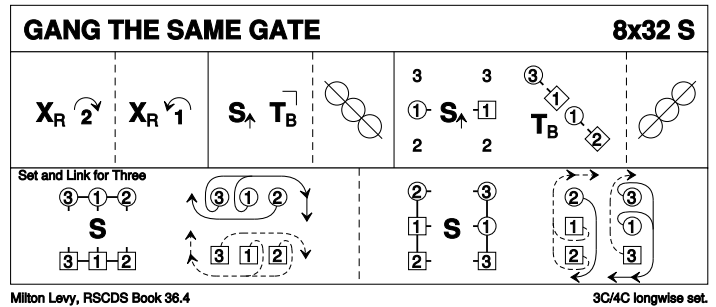 GANG THE SAME GATE 8x32 S
X R 2 X R 1 S T B
3 3 3
1 S 1 1 1
2 2 T B 2
Set and Link for Three
3 1 2 3 1 2 2 3 2 3
S 1 S 1 1 1
3 1 2 3 1 2 2 3 2 3
Milton Levy, RSCDS Book 36.4 3C/4C longwise set.